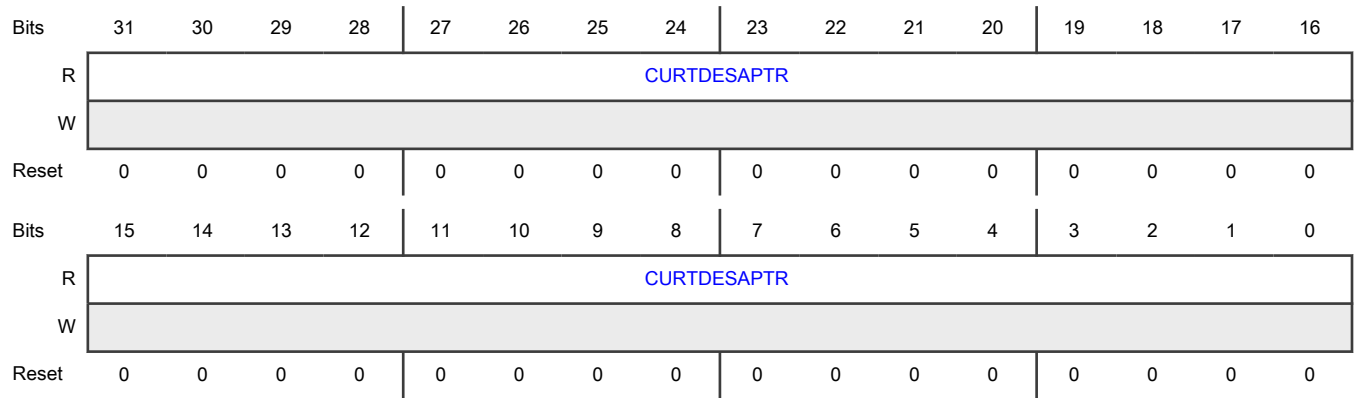 Bits 31 30 29 28 27 26 25 24 23 22 21 20 19 18 17 16
R CURTDESAPTR
W
Reset 0 0 0 0 0 0 0 0 0 0 0 0 0 0 0 0
Bits 15 14 13 12 11 10 9 8 7 6 5 4 3 2 1 0
R CURTDESAPTR
W
Reset 0 0 0 0 0 0 0 0 0 0 0 0 0 0 0 0